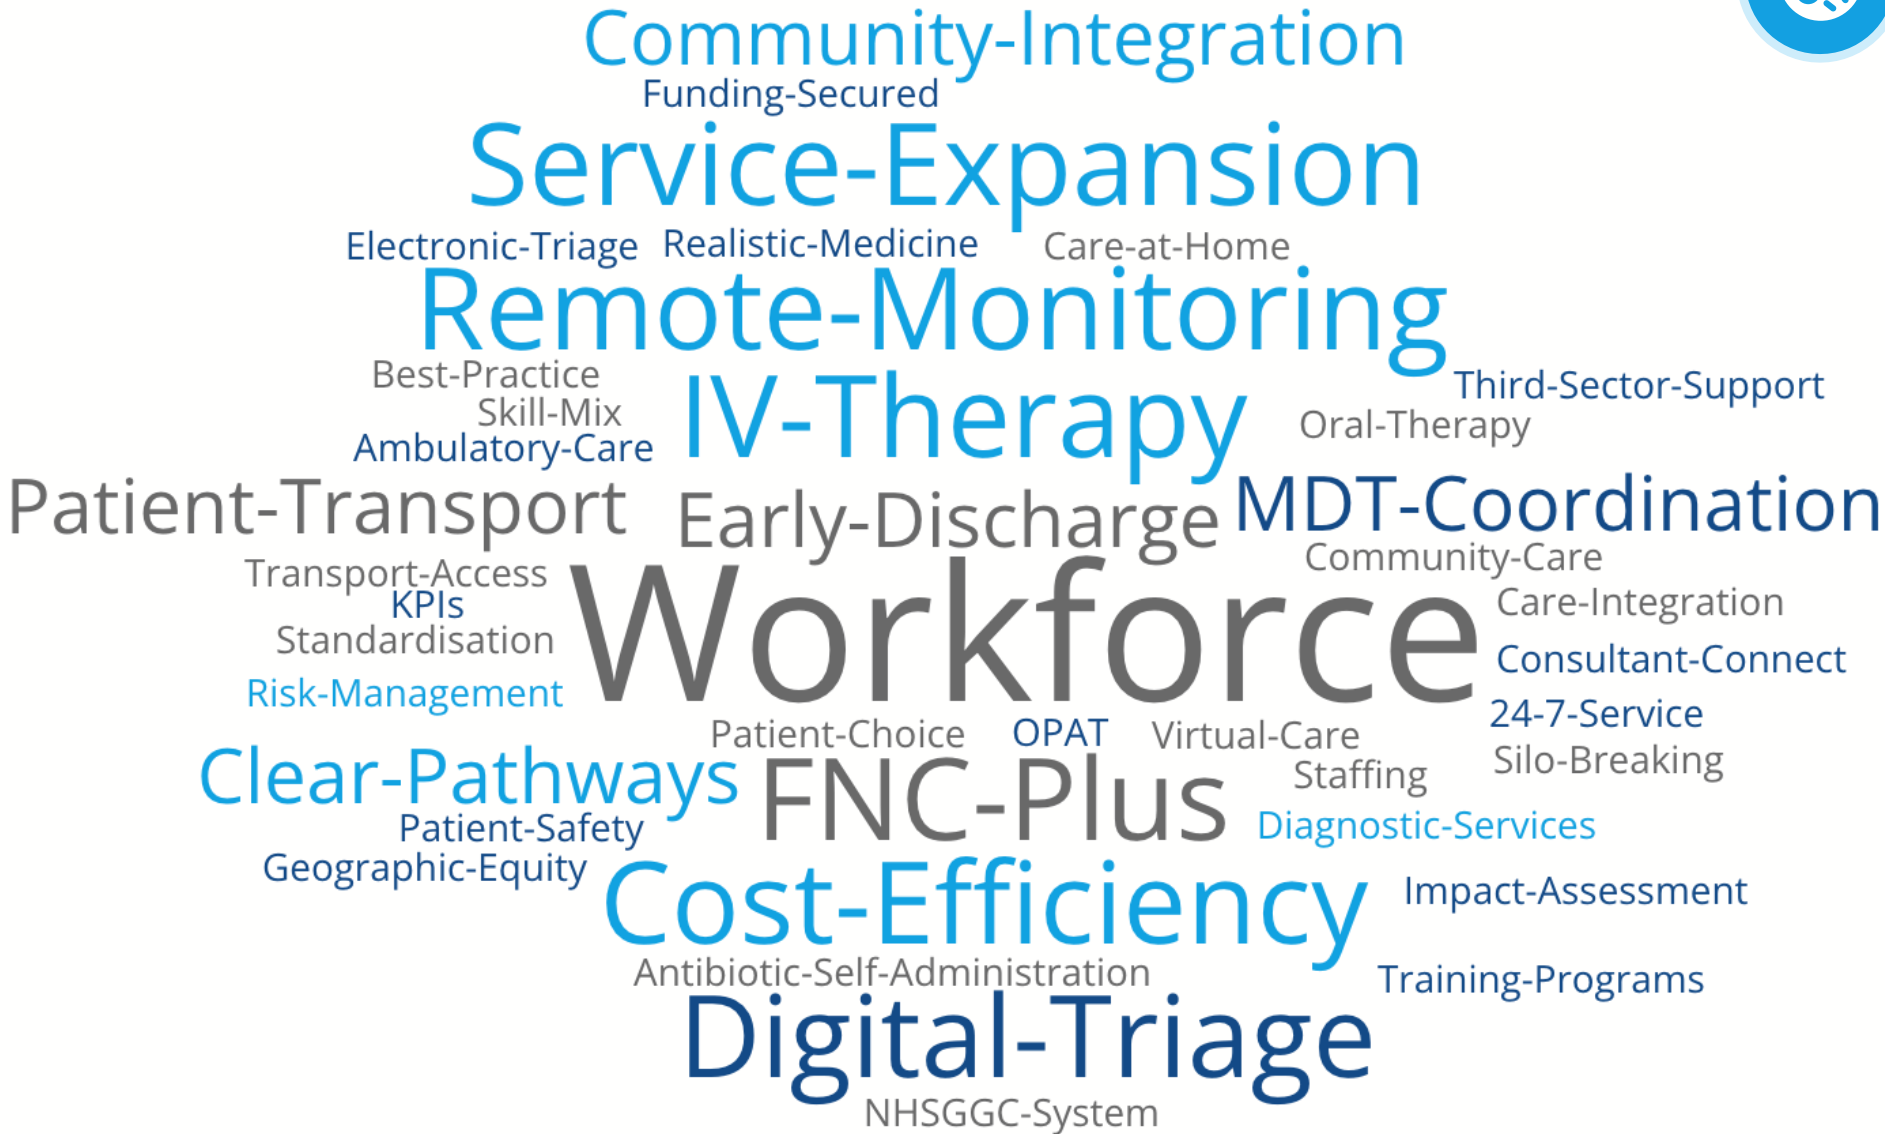 Community-Integration
Funding-Secured
Service-Expansion
Electronic-Triage Realistic-Medicine Care-at-Home
Remote-Monitoring
Best-Practice
Third-Sector-Support
Skill-Mix
IV-Therapy
Oral-Therapy
Ambulatory-Care
Patient-Transport Early-Discharge MDT-Coordination
Community-Care
Transport-Access
KPIs
Care-Integration
Workforce
Standardisation
Consultant-Connect
Risk-Management
24-7-Service
Patient-Choice OPAT Virtual-Care
Silo-Breaking
Clear-Pathways
Staffing
FNC-Plus
Patient-Safety
Diagnostic-Services
Geographic-Equity
Cost-Efficiency
Impact-Assessment
Antibiotic-Self-Administration
Training-Programs
Digital-Triage
NHSGGC-System